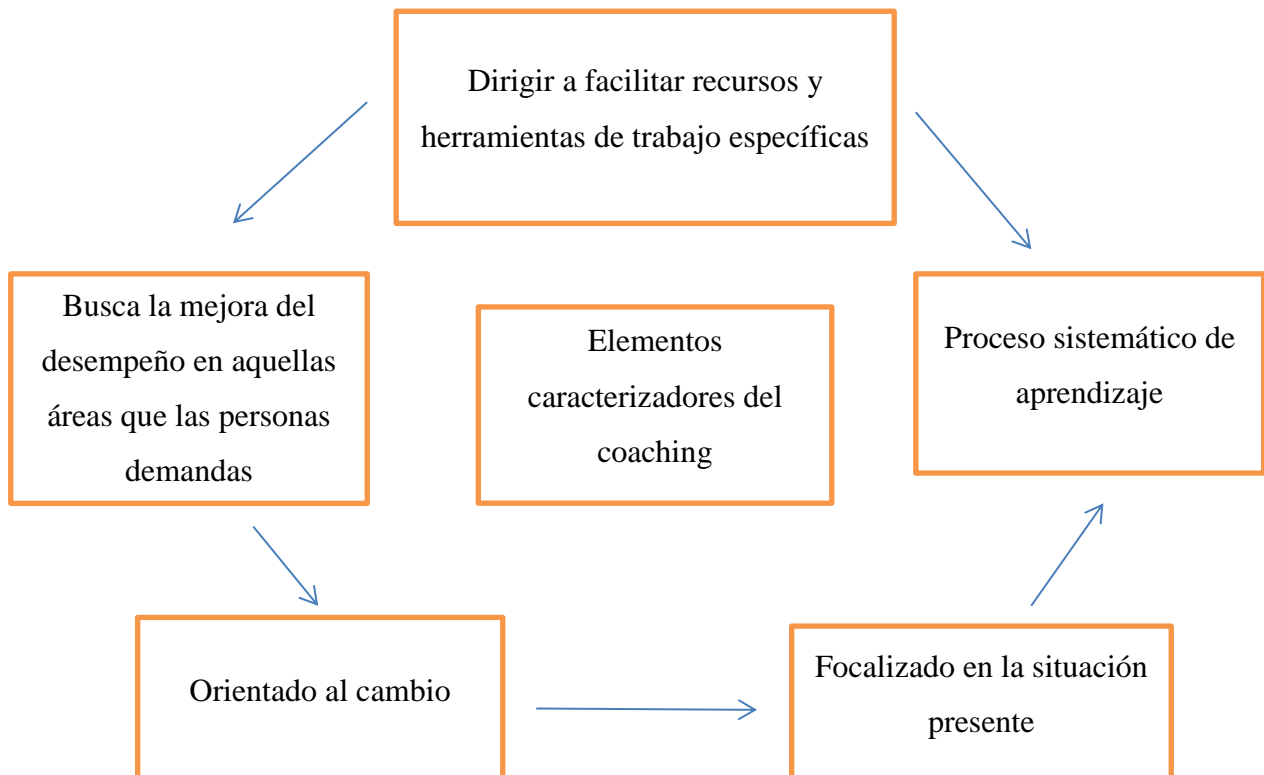 Dirigir a facilitar recursos y
herramientas de trabajo específicas
Busca la mejora del
desempeño en aquellas
áreas que las personas
demandas
Elementos
caracterizadores del
coaching
Proceso sistemático de
aprendizaje
Orientado al cambio
Focalizado en la situación
presente